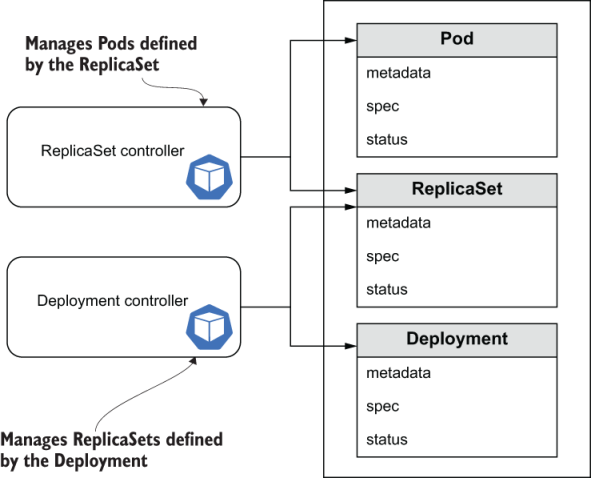 Manages Pods defined
by the ReplicaSet
ReplicaSet controller
Deployment controller
Manages ReplicaSets defined
by the Deployment
Pod
metadata
spec
status
ReplicaSet
metadata
spec
status
Deployment
metadata
spec
status